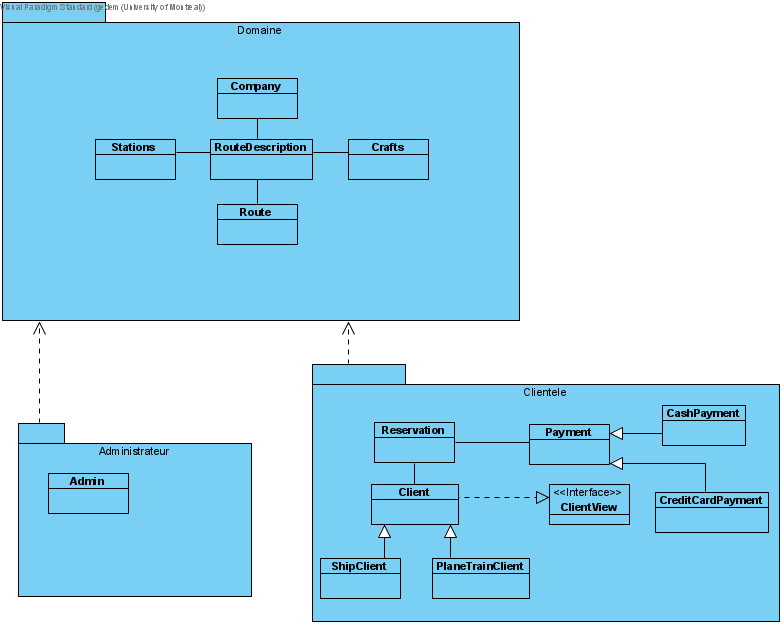 Visual Paradigm Standard(gedem (University of Montreal))
Domaine
Company
Stations
RouteDescription
Crafts
Route
Administrateur
Admin
Clientele
CashPayment
Reservation
Payment
Client
<<Interface>>
ClientView
CreditCardPayment
ShipClient
PlaneTrainClient